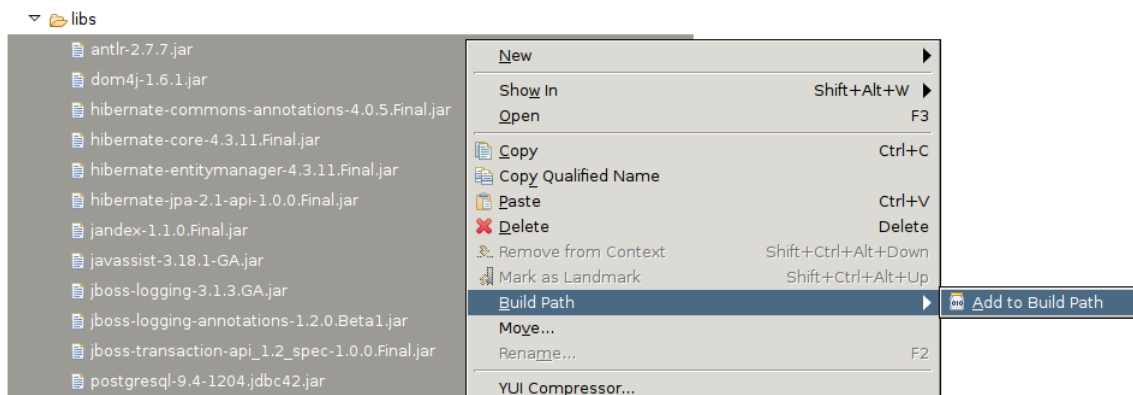 libs
antlr-2.7.7.jar
dom4j-1.6.1.jar
hibernate-commons-annotations-4.0.5.Final.jar
hibernate-core-4.3.11.Final.jar
hibernate-entitymanager-4.3.11.Final.jar
hibernate-jpa-2.1-api-1.0.0.Final.jar
jandex-1.1.0.Final.jar
javassist-3.18.1-GA.jar
jboss-logging-3.1.3.GA.jar
jboss-logging-annotations-1.2.0.Beta1.jar
jboss-transaction-api_1.2_spec-1.0.0.Final.jar
postgresql-9.4-1204.jdbc42.jar
New
Show In Shift+Alt+W
Open F3
Copy Ctrl+C
Copy Qualified Name
Paste Ctrl+V
Delete Delete
Remove from Context Shift+Ctrl+Alt+Down
Mark as Landmark Shift+Ctrl+Alt+Up
Build Path
Move...
Rename... F2
YUI Compressor...
Add to Build Path